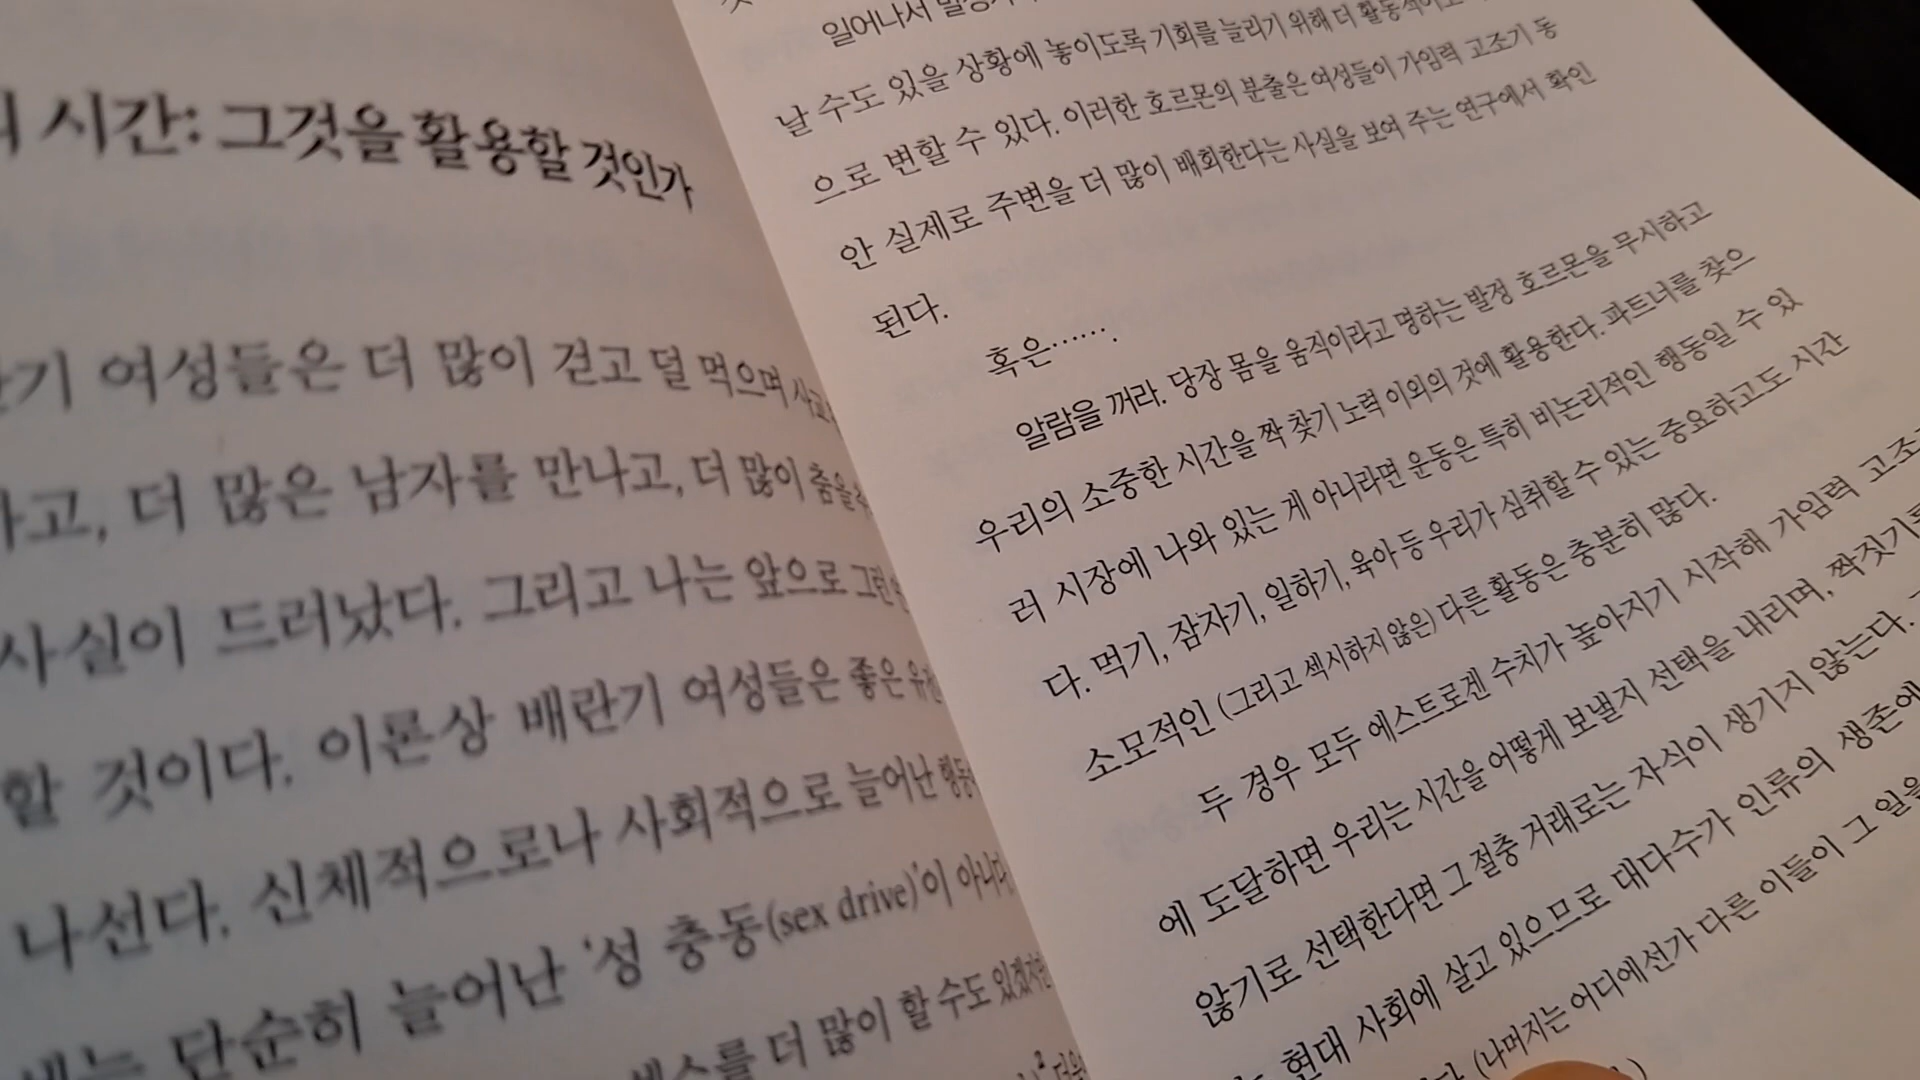 시간: 그것을 활용할 것인가
여성들은 더 많이 걷고 덜 먹으며
더 많은 남자를 만나고, 더 많이
사실이 드러났다. 그리고 나는 앞으로 그런
할 것이다. 이론상 배란기 여성들은 좋은
나선다. 신체적으로나 사회적으로 늘어난
단순히 늘어난 '성 충동(sex drive)'이 아니다
더 많이 할 수도 있겠지만
일어나서
날 수도 있을 상황에 놓이도록 기회를 늘리기 위해 더
으로 변할 수 있다. 이러한 호르몬의 분출은 여성들이 가임력 고조기 동
안 실제로 주변을 더 많이 배회한다는 사실을 보여 주는 연구에서 확인
된다.
혹은…….
알람을 꺼라. 당장 몸을 움직이라고 명하는 발정 호르몬을 무시하고
우리의 소중한 시간을 짝 찾기 노력 이외의 것에 활용한다. 파트너를 찾으
러 시장에 나와 있는 게 아니라면 운동은 특히 비논리적인 행동일 수 있
다. 먹기, 잠자기, 일하기, 육아 등 우리가 심취할 수 있는 중요하고도 시간
소모적인 (그리고 섹시하지 않은) 다른 활동은 충분히 많다.
두 경우 모두 에스트로겐 수치가 높아지기 시작해 가임력
에 도달하면 우리는 시간을 어떻게 보낼지 선택을 내리며,
않기로 선택한다면 그 절충 거래로는 자식이 생기지 않는다.
현대 사회에 살고 있으므로 대다수가 인류의
(나머지는 어디에선가 다른 이들이 그 일을